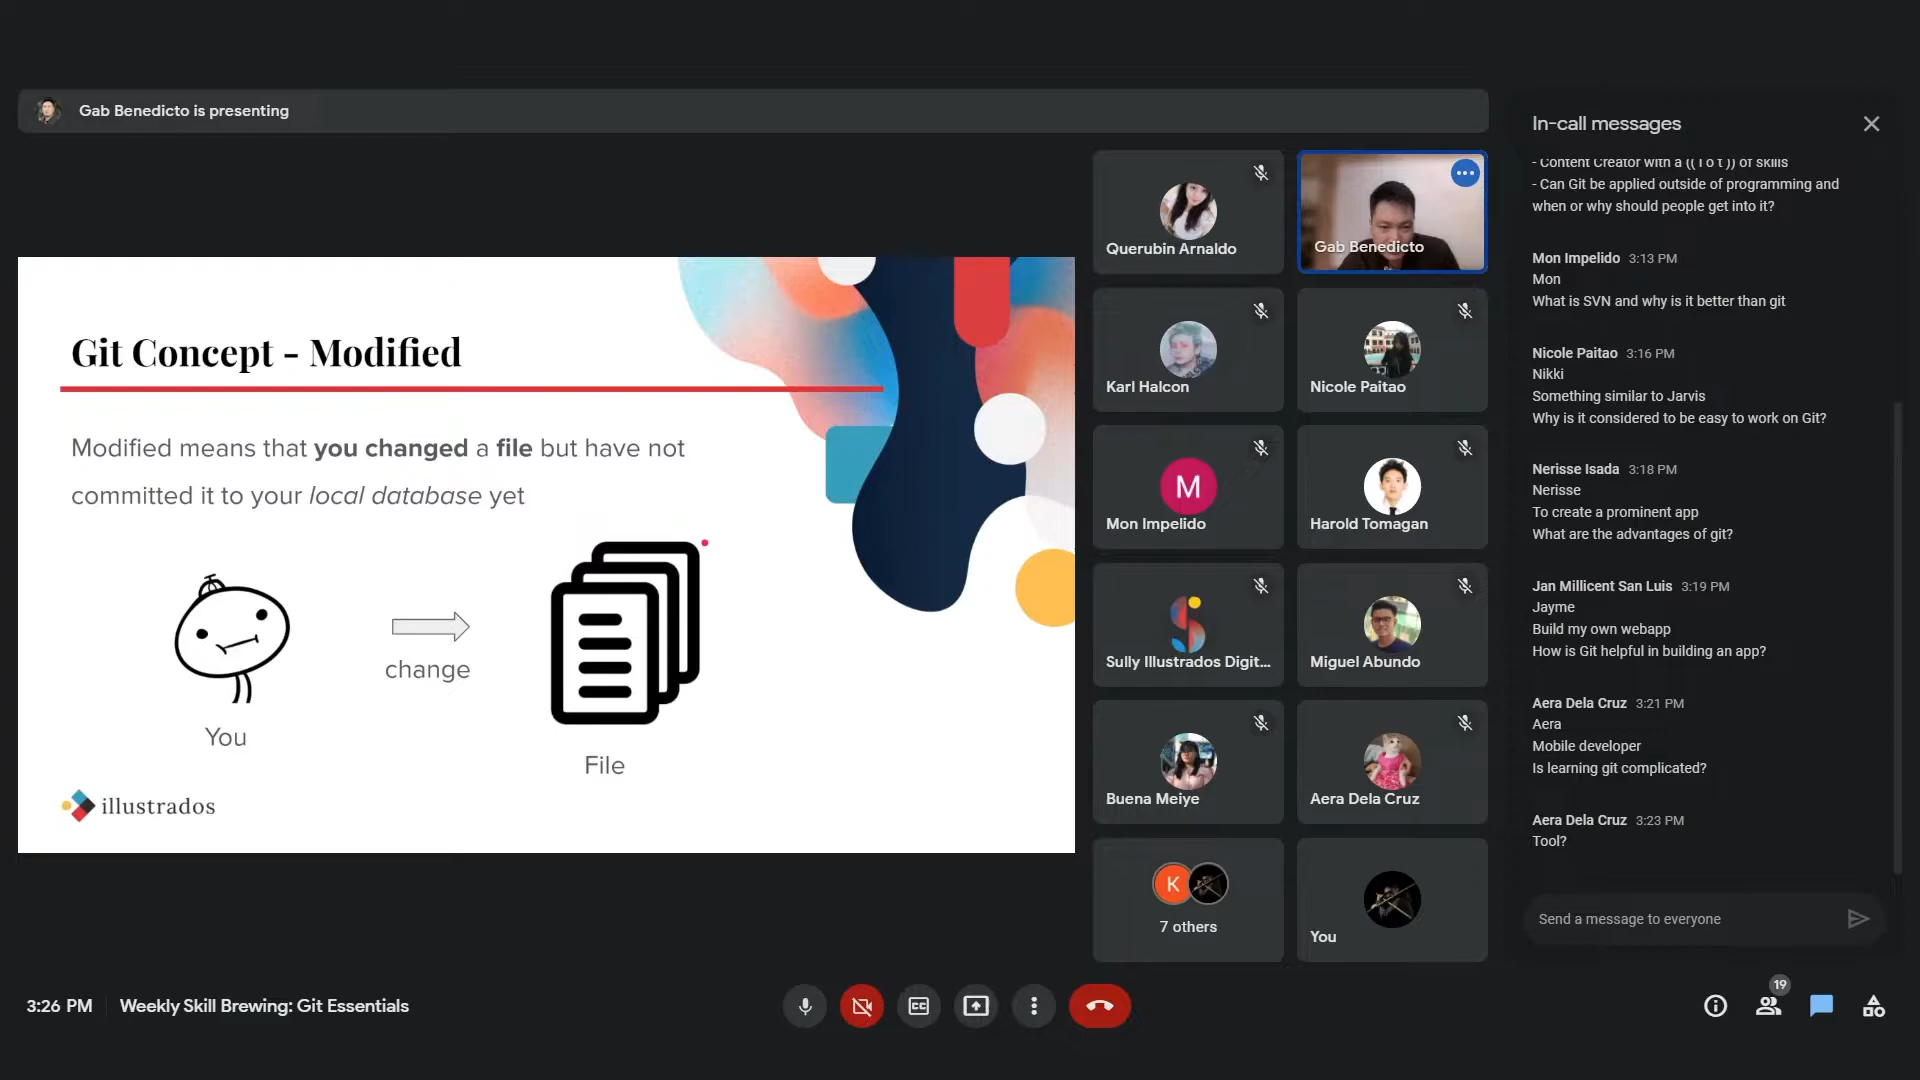 Gab Benedicto is presenting
Git Concept - Modified
Modified means that you changed a file but have not
committed it to your local database yet
change
You
File
illustrados
Querubin Arnaldo
Gab Benedicto
Karl Halcon
Nicole Paitao
M
Mon Impelido
Harold Tomagan
Sully Illustrados Digit...
Miguel Abundo
Buena Meiye
Aera Dela Cruz
K
7 others
You
In-call messages
- Content Creator with a (( l o t )) of skills
- Can Git be applied outside of programming and
when or why should people get into it?
Mon Impelido 3:13 PM
Mon
What is SVN and why is it better than git
Nicole Paitao 3:16 PM
Nikki
Something similar to Jarvis
Why is it considered to be easy to work on Git?
Nerisse Isada 3:18 PM
Nerisse
To create a prominent app
What are the advantages of git?
Jan Millicent San Luis 3:19 PM
Jayme
Build my own webapp
How is Git helpful in building an app?
Aera Dela Cruz 3:21 PM
Aera
Mobile developer
Is learning git complicated?
Aera Dela Cruz 3:23 PM
Tool?
Send a message to everyone
3:26 PM
Weekly Skill Brewing: Git Essentials
CC
19